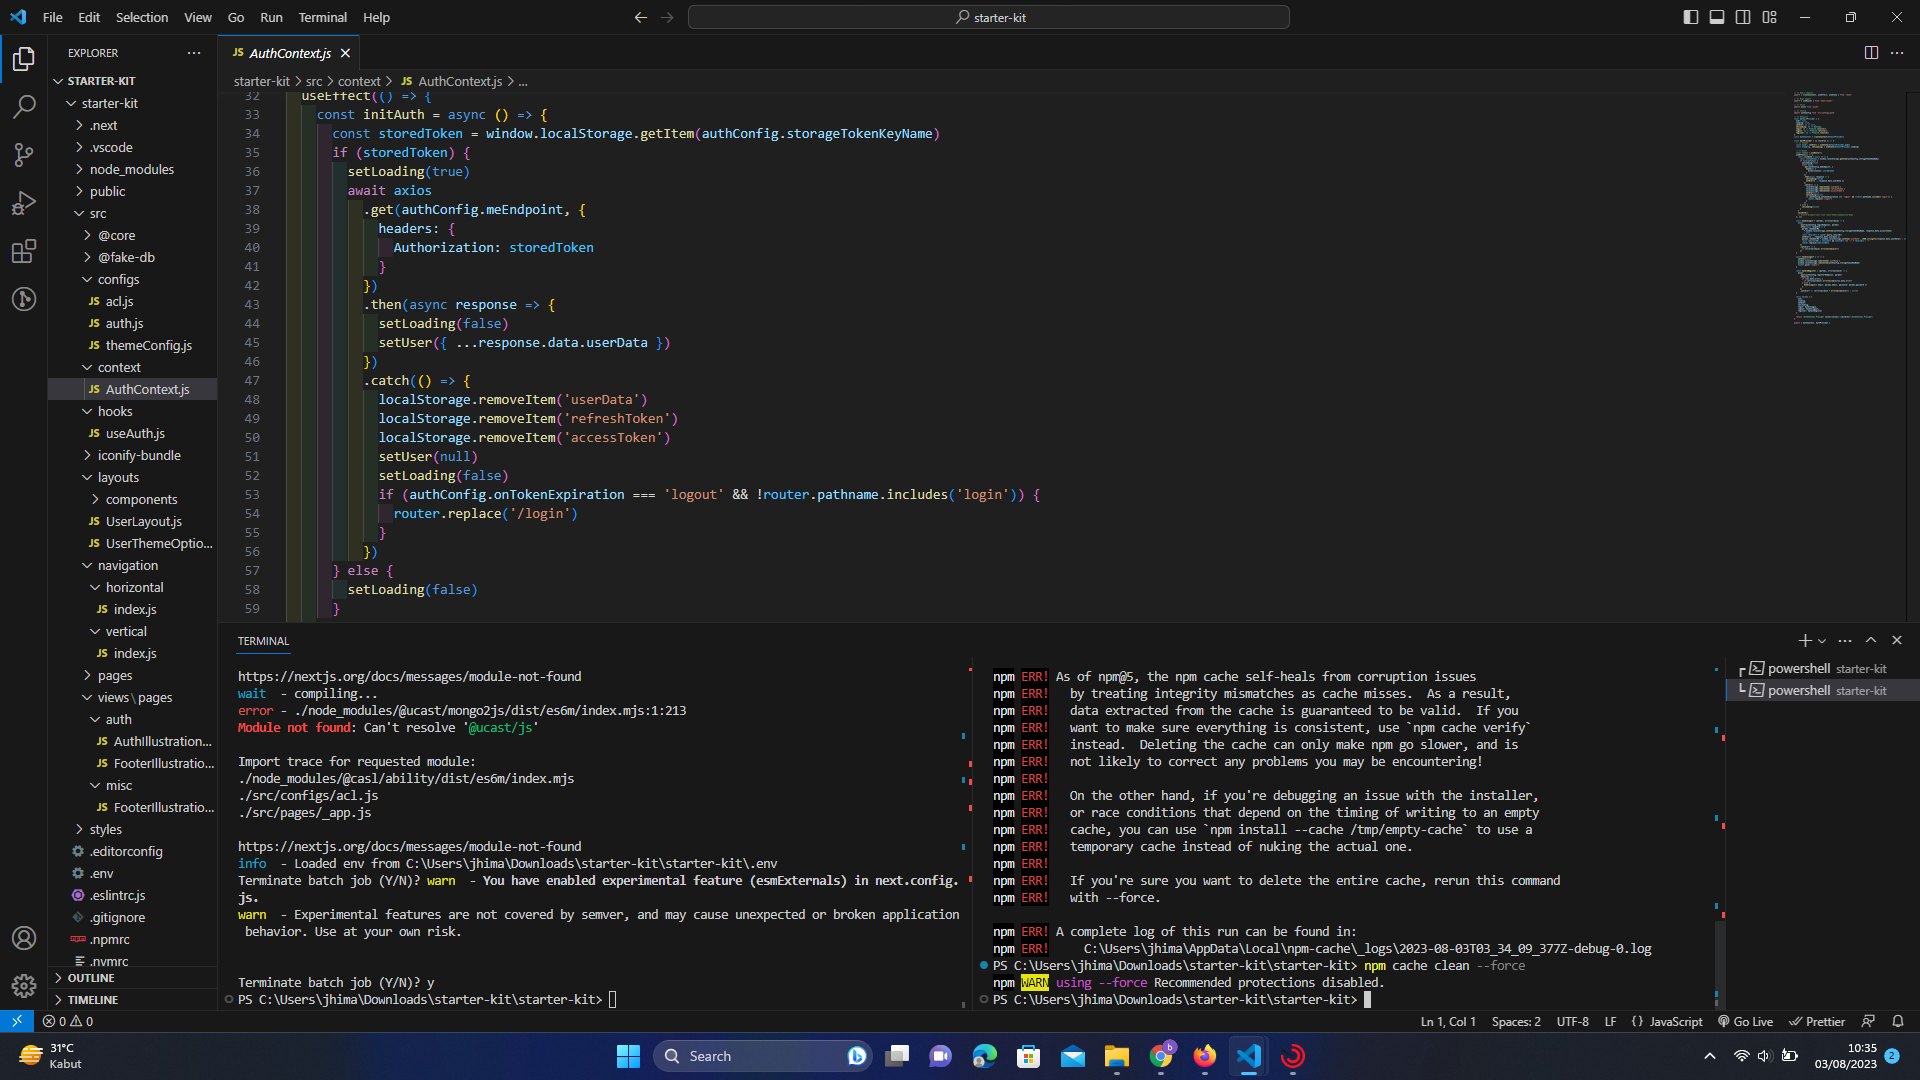 File Edit Selection View Go Run Terminal Help
starter-kit
EXPLORER
STARTER-KIT
starter-kit
.next
.vscode
node_modules
public
src
@core
@fake-db
configs
JS acl.js
JS auth.js
JS themeConfig.js
context
JS AuthContext.js
hooks
JS useAuth.js
iconify-bundle
layouts
components
JS UserLayout.js
JS UserThemeOptio...
navigation
horizontal
JS index.js
vertical
JS index.js
pages
views\pages
auth
JS AuthIllustration...
JS FooterIllustratio...
misc
JS FooterIllustratio...
styles
.editorconfig
.env
.eslintrc.js
.gitignore
.npmrc
.nvmrc
OUTLINE
TIMELINE
JS AuthContext.js
starter-kit > src > context > JS AuthContext.js > ...
32 useEffect(() => {
33 const initAuth = async () => {
34 const storedToken = window.localStorage.getItem(authConfig.storageTokenKeyName)
35 if (storedToken) {
36 setLoading(true)
37 await axios
38 .get(authConfig.meEndpoint, {
39 headers: {
40 Authorization: storedToken
41 }
42 })
43 .then(async response => {
44 setLoading(false)
45 setUser({ ...response.data.userData })
46 })
47 .catch(() => {
48 localStorage.removeItem('userData')
49 localStorage.removeItem('refreshToken')
50 localStorage.removeItem('accessToken')
51 setUser(null)
52 setLoading(false)
53 if (authConfig.onTokenExpiration === 'logout' && !router.pathname.includes('login')) {
54 router.replace('/login')
55 }
56 })
57 } else {
58 setLoading(false)
59 }
TERMINAL
https://nextjs.org/docs/messages/module-not-found
wait - compiling...
error - ./node_modules/@ucast/mongo2js/dist/es6m/index.mjs:1:213
Module not found: Can't resolve '@ucast/js'
Import trace for requested module:
./node_modules/@casl/ability/dist/es6m/index.mjs
./src/configs/acl.js
./src/pages/_app.js
https://nextjs.org/docs/messages/module-not-found
info - Loaded env from C:\Users\jhima\Downloads\starter-kit\starter-kit\.env
Terminate batch job (Y/N)? warn - You have enabled experimental feature (esmExternals) in next.config.
js.
warn - Experimental features are not covered by semver, and may cause unexpected or broken application
behavior. Use at your own risk.
Terminate batch job (Y/N)? y
PS C:\Users\jhima\Downloads\starter-kit\starter-kit>
npm ERR! As of npm@5, the npm cache self-heals from corruption issues
npm ERR! by treating integrity mismatches as cache misses. As a result,
npm ERR! data extracted from the cache is guaranteed to be valid. If you
npm ERR! want to make sure everything is consistent, use `npm cache verify`
npm ERR! instead. Deleting the cache can only make npm go slower, and is
npm ERR! not likely to correct any problems you may be encountering!
npm ERR!
npm ERR! On the other hand, if you're debugging an issue with the installer,
npm ERR! or race conditions that depend on the timing of writing to an empty
npm ERR! cache, you can use `npm install --cache /tmp/empty-cache` to use a
npm ERR! temporary cache instead of nuking the actual one.
npm ERR!
npm ERR! If you're sure you want to delete the entire cache, rerun this command
npm ERR! with --force.
npm ERR! A complete log of this run can be found in:
npm ERR! C:\Users\jhima\AppData\Local\npm-cache\_logs\2023-08-03T03_34_09_377Z-debug-0.log
PS C:\Users\jhima\Downloads\starter-kit\starter-kit> npm cache clean --force
npm WARN using --force Recommended protections disabled.
PS C:\Users\jhima\Downloads\starter-kit\starter-kit>
powershell starter-kit
powershell starter-kit
0 0
Ln 1, Col 1 Spaces: 2 UTF-8 LF {} JavaScript Go Live Prettier
31°C
Kabut
Search
b
10:35
03/08/2023
2